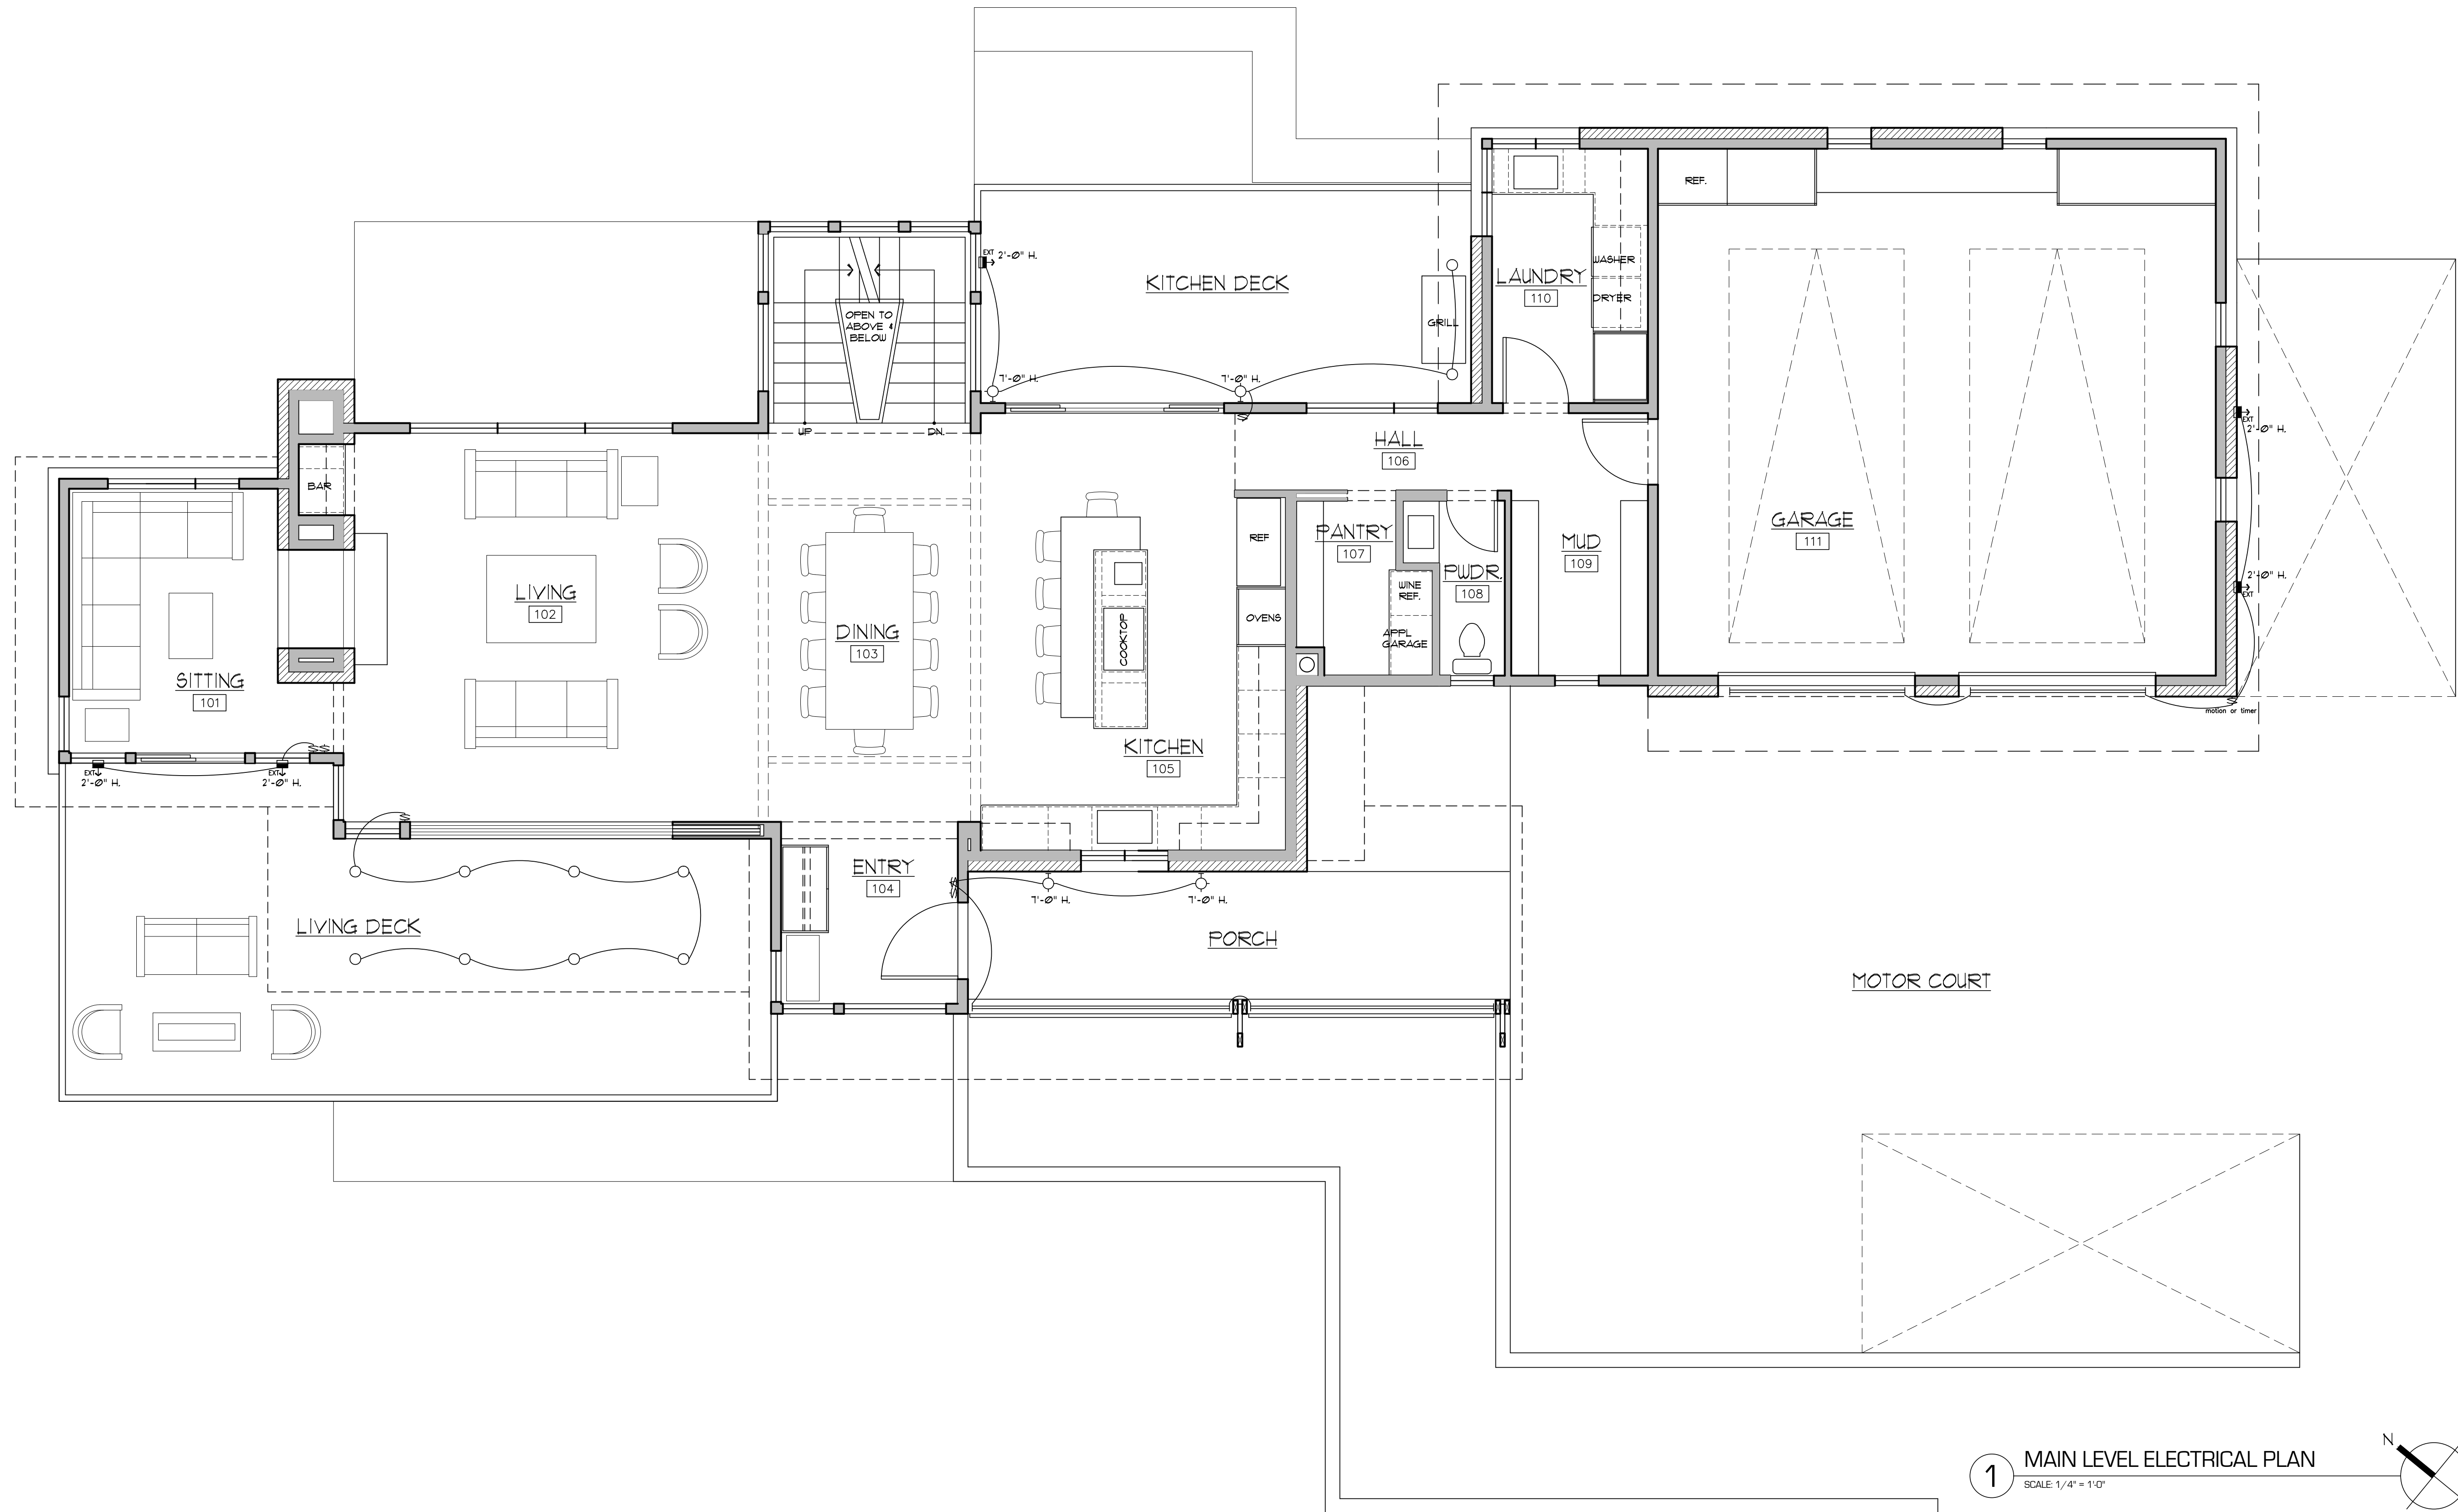 REF.
EXT
2'-0" H.
KITCHEN DECK
WASHER
LAUNDRY
110
DRYER
OPEN TO
ABOVE &
BELOW
GRILL
7'-0" H.
7'-0" H.
UP
DN.
HALL
106
EXT
2'-0" H.
BAR
REF
PANTRY
107
GARAGE
111
MUD
109
PWDR.
108
WINE
REF.
2'-0" H.
EXT
LIVING
102
DINING
103
COOKTOP
OVENS
APPL
GARAGE
SITTING
101
motion or timer
KITCHEN
105
EXT
2'-0" H.
EXT
2'-0" H.
ENTRY
104
7'-0" H.
7'-0" H.
LIVING DECK
PORCH
MOTOR COURT
N
1
MAIN LEVEL ELECTRICAL PLAN
SCALE: 1/4" = 1'0"